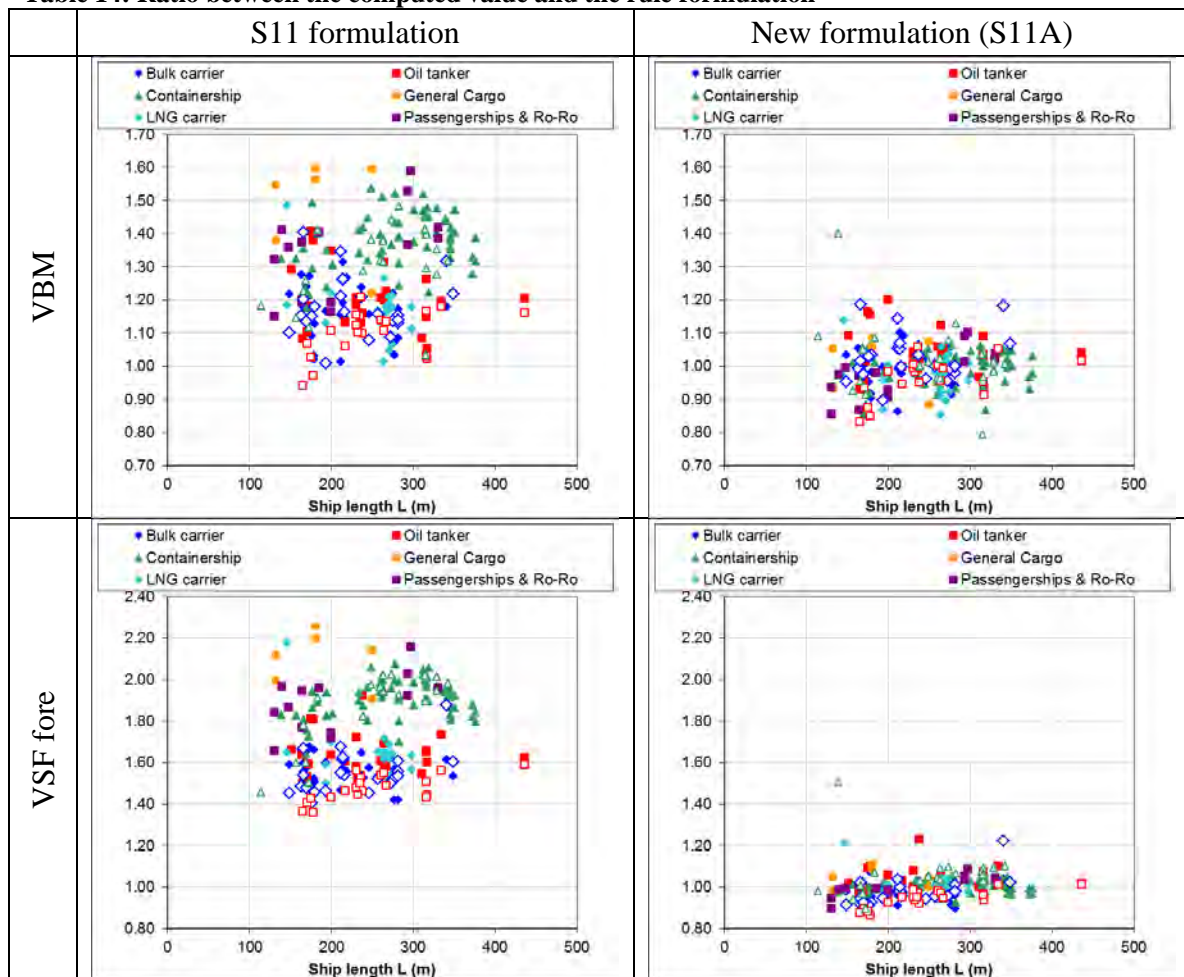 Table 14: Ratio between the computed value and the rule formulation
S11 formulation
New formulation (S11A)
VBM
Bulk carrier Oil tanker
Containership General Cargo
LNG carrier Passengerships & Ro-Ro
1.70
1.60
1.50
1.40
1.30
1.20
1.10
1.00
0.90
0.80
0.70
0 100 200 300 400 500
Ship length L (m)
Bulk carrier Oil tanker
Containership General Cargo
LNG carrier Passengerships & Ro-Ro
1.70
1.60
1.50
1.40
1.30
1.20
1.10
1.00
0.90
0.80
0.70
0 100 200 300 400 500
Ship length L (m)
VSF fore
Bulk carrier Oil tanker
Containership General Cargo
LNG carrier Passengerships & Ro-Ro
2.40
2.20
2.00
1.80
1.60
1.40
1.20
1.00
0.80
0 100 200 300 400 500
Ship length L (m)
Bulk carrier Oil tanker
Containership General Cargo
LNG carrier Passengerships & Ro-Ro
2.40
2.20
2.00
1.80
1.60
1.40
1.20
1.00
0.80
0 100 200 300 400 500
Ship length L (m)